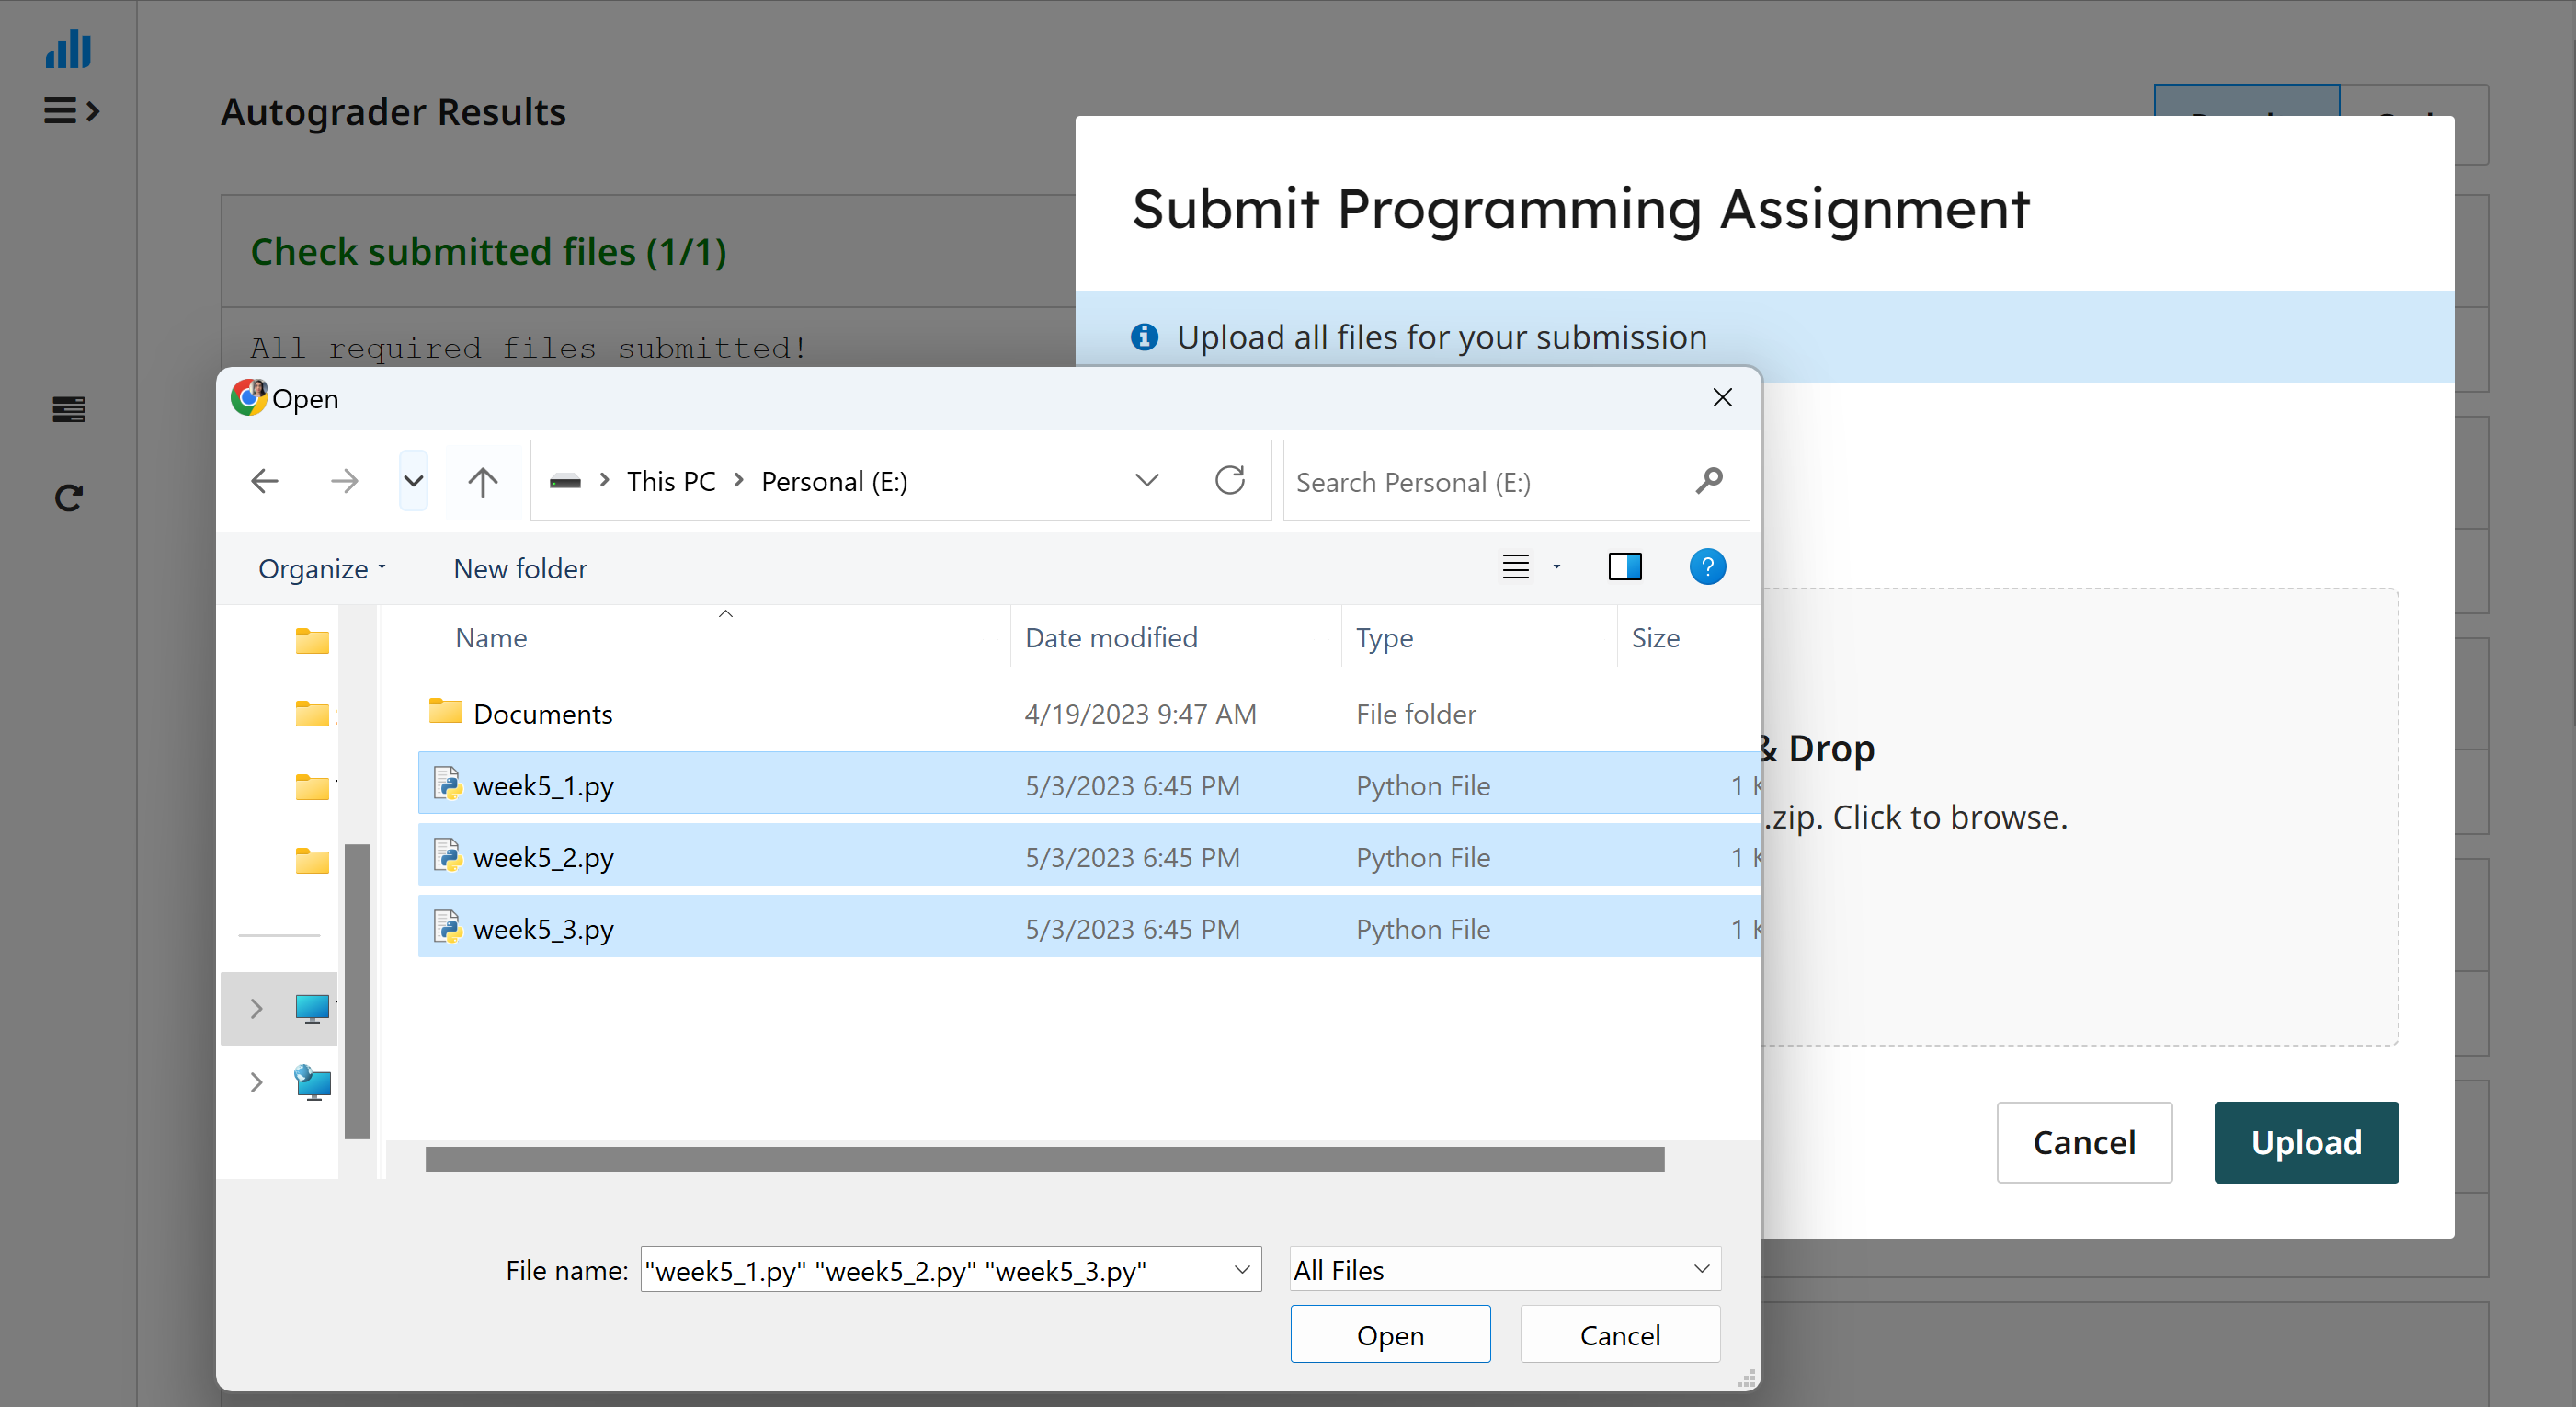 Autograder Results
Check submitted files (1/1)
All required files submitted!
Submit Programming Assignment
Upload all files for your submission
& Drop
.zip. Click to browse.
Cancel
Upload
Open
This PC
Personal (E:)
Search Personal (E:)
Organize
New folder
Name Date modified Type Size
Documents 4/19/2023 9:47 AM File folder
week5_1.py 5/3/2023 6:45 PM Python File 1
week5_2.py 5/3/2023 6:45 PM Python File 1
week5_3.py 5/3/2023 6:45 PM Python File 1
File name: "week5_1.py" "week5_2.py" "week5_3.py"
All Files
Open
Cancel